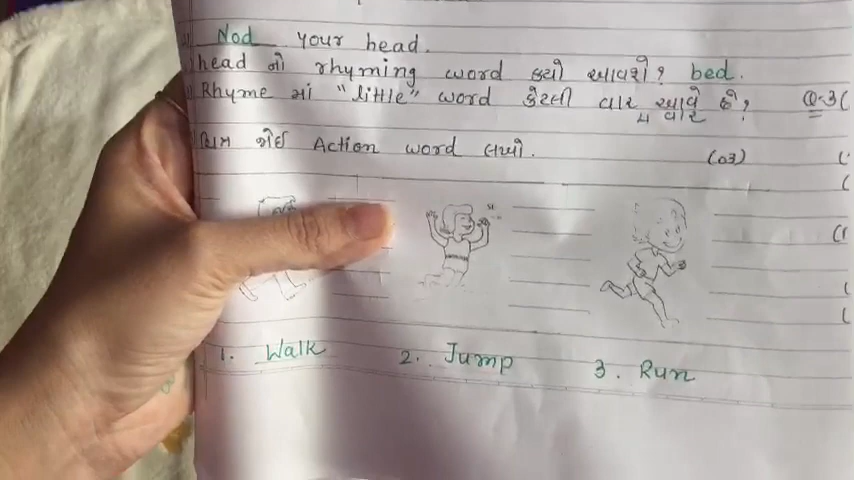 Nod your head.
head નો rhyming word કયો આવશે? bed.
Rhyme માં "little" word કેટલી વાર આવે છે? Q-3(
4 વાર
ચિત્ર જોઈ Action word લખો. (03)
1. Walk 2. Jump 3. Run